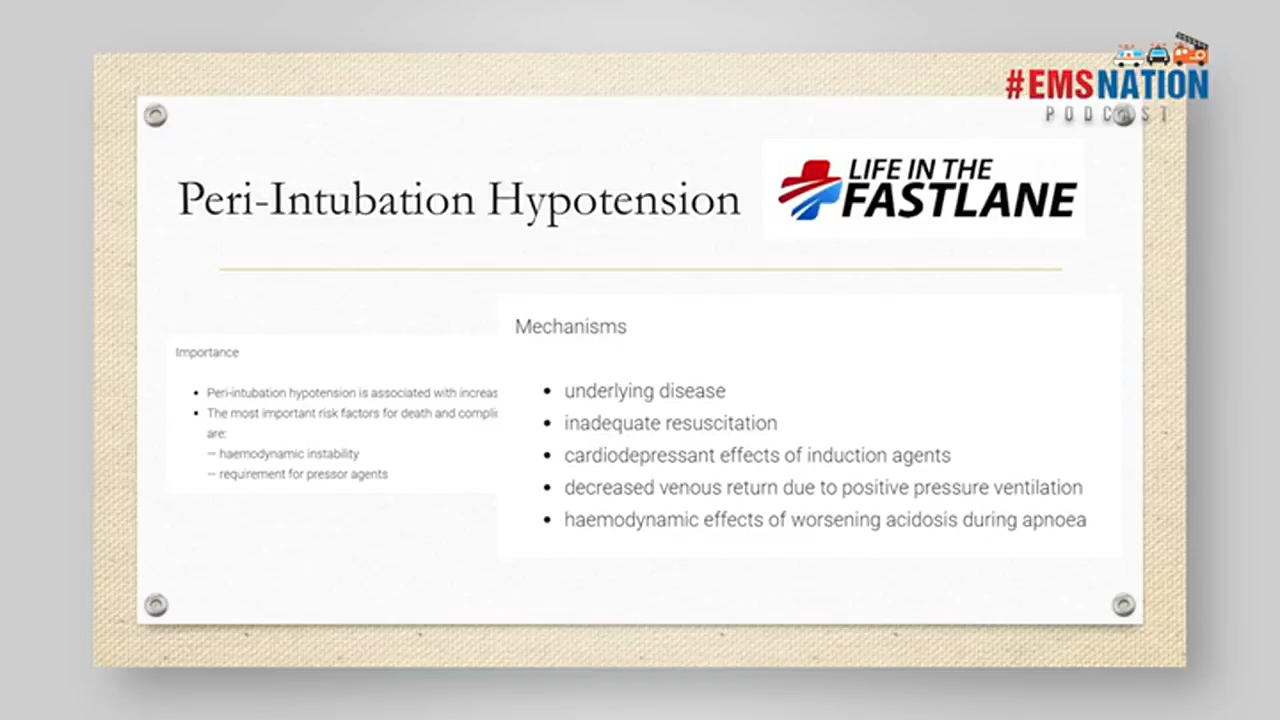 #EMSNATION
PODCAST
Peri-Intubation Hypotension
LIFE IN THE
FASTLANE
Importance
• Peri-intubation hypotension is associated with increas
• The most important risk factors for death and compli
are:
– haemodynamic instability
– requirement for pressor agents
Mechanisms
• underlying disease
• inadequate resuscitation
• cardiodepressant effects of induction agents
• decreased venous return due to positive pressure ventilation
• haemodynamic effects of worsening acidosis during apnoea